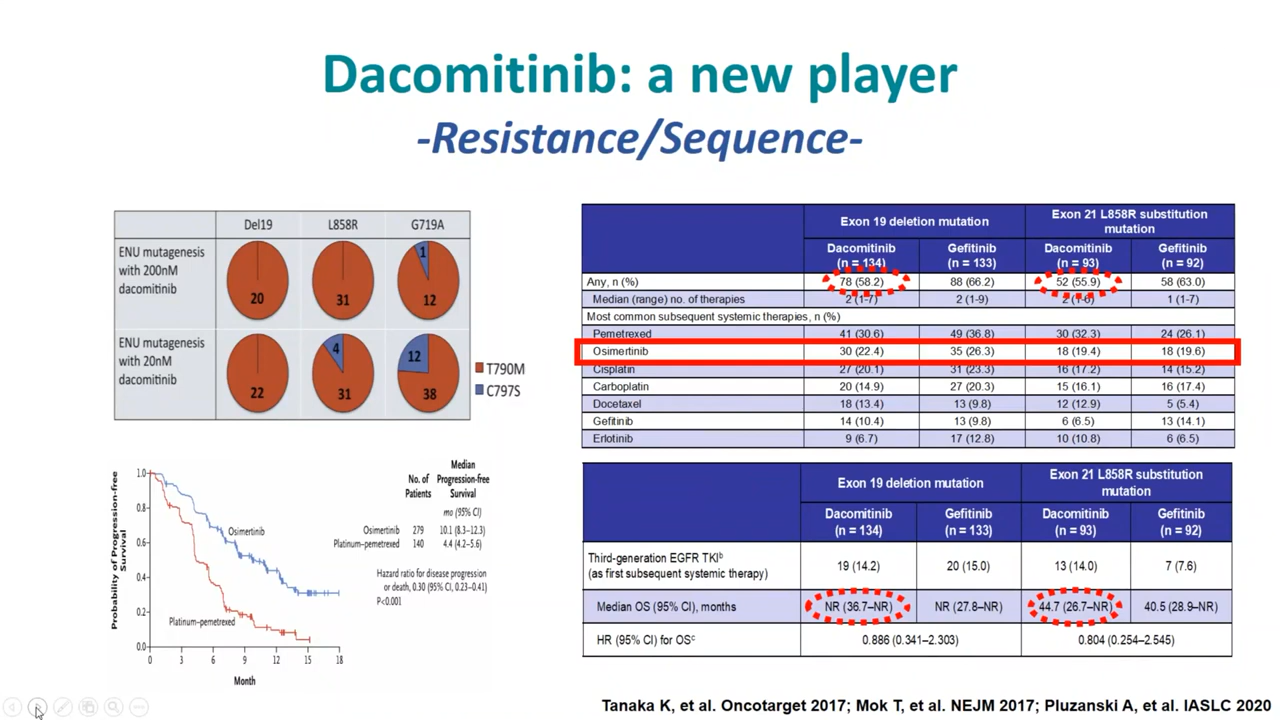 Dacomitinib: a new player
-Resistance/Sequence-
Del19 L858R G719A
ENU mutagenesis
with 200nM
dacomitinib
20 31 1 12
ENU mutagenesis
with 20nM
dacomitinib
22 4 31 12 38
T790M
C797S
Probability of Progression-free
Survival
1.0
0.8
0.6
0.4
0.2
0.0
0 3 6 9 12 15 18
Month
Osimertinib
Platinum–pemetrexed
No. of
Patients
Median
Progression-free
Survival
mo (95% CI)
Osimertinib 279 10.1 (8.3–12.3)
Platinum–pemetrexed 140 4.4 (4.2–5.6)
Hazard ratio for disease progression
or death, 0.30 (95% CI, 0.23–0.41)
P<0.001
Exon 19 deletion mutation
Exon 21 L858R substitution
mutation
Dacomitinib
(n = 134)
Gefitinib
(n = 133)
Dacomitinib
(n = 93)
Gefitinib
(n = 92)
Any, n (%) 78 (58.2) 88 (66.2) 52 (55.9) 58 (63.0)
Median (range) no. of therapies 2 (1-7) 2 (1-9) 2 (1-6) 1 (1-7)
Most common subsequent systemic therapies, n (%)
Pemetrexed 41 (30.6) 49 (36.8) 30 (32.3) 24 (26.1)
Osimertinib 30 (22.4) 35 (26.3) 18 (19.4) 18 (19.6)
Cisplatin 27 (20.1) 31 (23.3) 16 (17.2) 14 (15.2)
Carboplatin 20 (14.9) 27 (20.3) 15 (16.1) 16 (17.4)
Docetaxel 18 (13.4) 13 (9.8) 12 (12.9) 5 (5.4)
Gefitinib 14 (10.4) 13 (9.8) 6 (6.5) 13 (14.1)
Erlotinib 9 (6.7) 17 (12.8) 10 (10.8) 6 (6.5)
Exon 19 deletion mutation
Exon 21 L858R substitution
mutation
Dacomitinib
(n = 134)
Gefitinib
(n = 133)
Dacomitinib
(n = 93)
Gefitinib
(n = 92)
Third-generation EGFR TKIᵇ
(as first subsequent systemic therapy)
19 (14.2) 20 (15.0) 13 (14.0) 7 (7.6)
Median OS (95% CI), months NR (36.7–NR) NR (27.8–NR) 44.7 (26.7–NR) 40.5 (28.9–NR)
HR (95% CI) for OSᶜ 0.886 (0.341–2.303) 0.804 (0.254–2.545)
Tanaka K, et al. Oncotarget 2017; Mok T, et al. NEJM 2017; Pluzanski A, et al. IASLC 2020